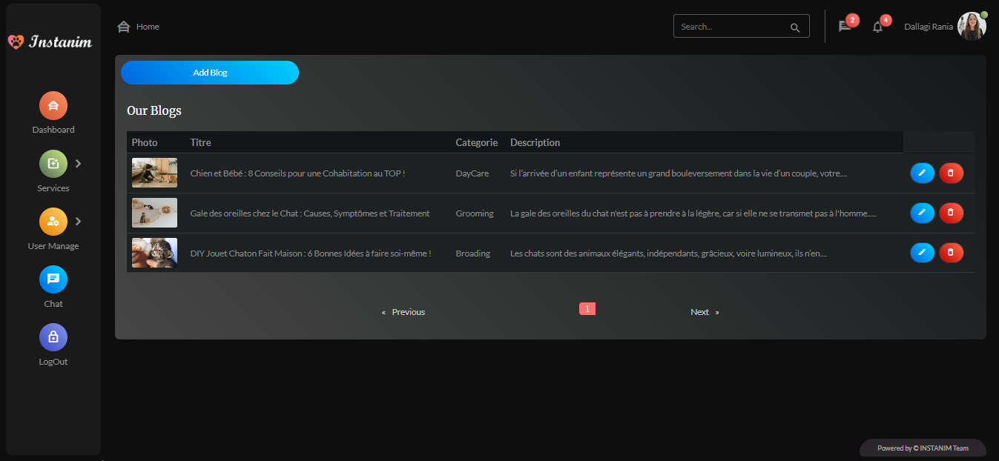 Instanim
Home
Search...
2
4
Dallagi Rania
Dashboard
Services
User Manage
Chat
LogOut
Add Blog
Our Blogs
Photo Titre Categorie Description
Chien et Bébé : 8 Conseils pour une Cohabitation au TOP ! DayCare Si l'arrivée d'un enfant représente un grand bouleversement dans la vie d'un couple, votre....
Gale des oreilles chez le Chat : Causes, Symptômes et Traitement Grooming La gale des oreilles du chat n'est pas à prendre à la légère, car si elle ne se transmet pas à l'homme.....
DIY Jouet Chaton Fait Maison : 6 Bonnes Idées à faire soi-même ! Broading Les chats sont des animaux élégants, indépendants, grâcieux, voire lumineux, ils n'en....
« Previous 1 Next »
Powered by © INSTANIM Team